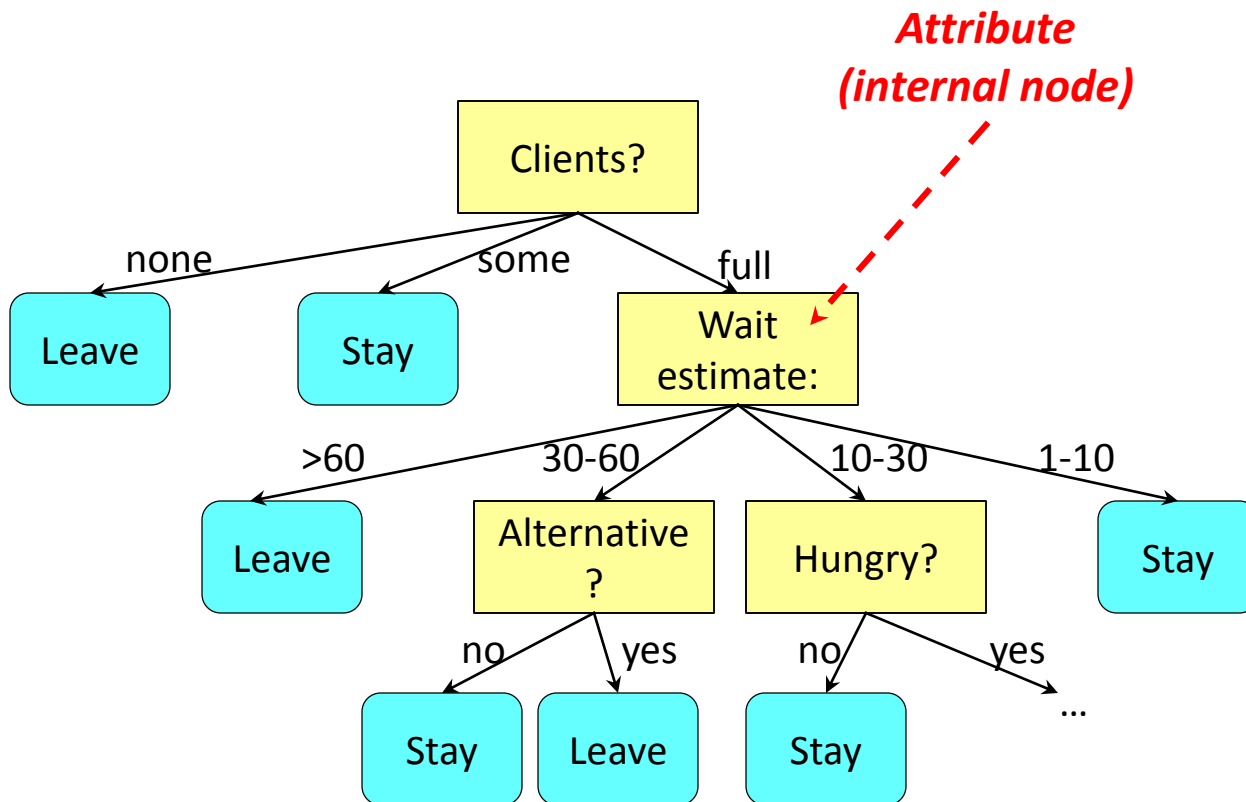 Attribute
(internal node)
Clients?
none
some
full
Leave
Stay
Wait
estimate:
>60
30-60
10-30
1-10
Leave
Alternative
?
Hungry?
Stay
no
yes
no
yes
Stay
Leave
Stay
...